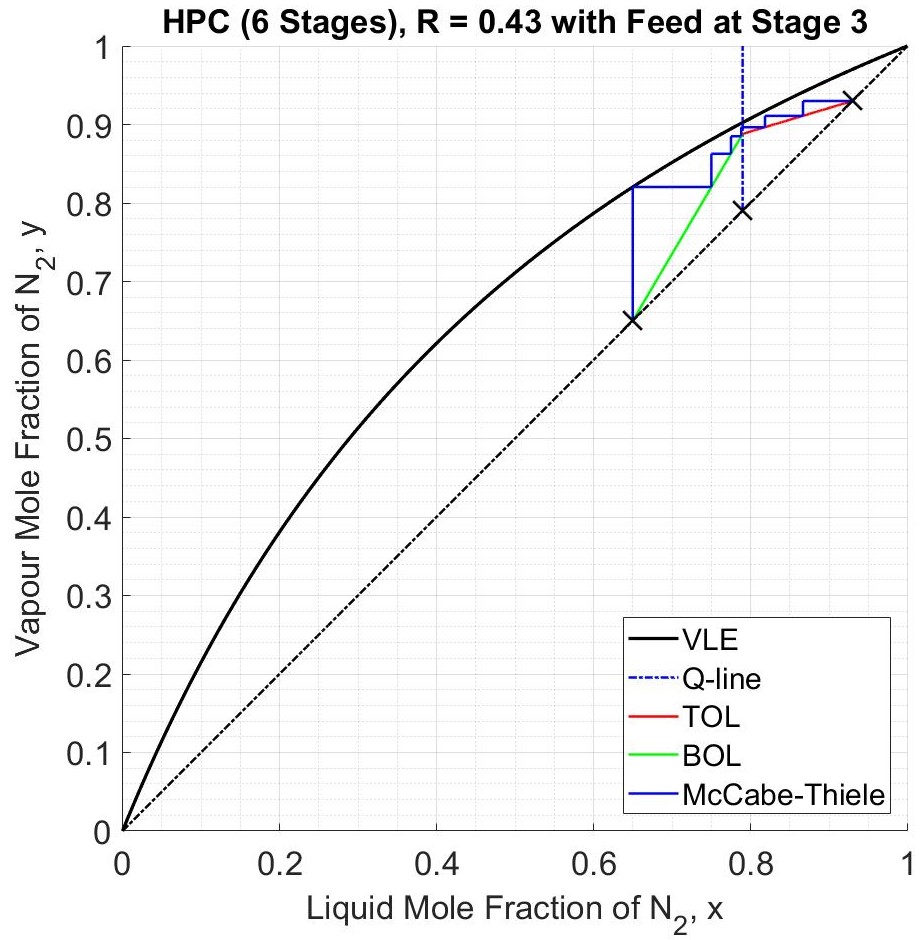 HPC (6 Stages), R = 0.43 with Feed at Stage 3
Vapour Mole Fraction of N2, y
1
0.9
0.8
0.7
0.6
0.5
0.4
0.3
0.2
0.1
0
0 0.2 0.4 0.6 0.8 1
Liquid Mole Fraction of N2, x
VLE
Q-line
TOL
BOL
McCabe-Thiele